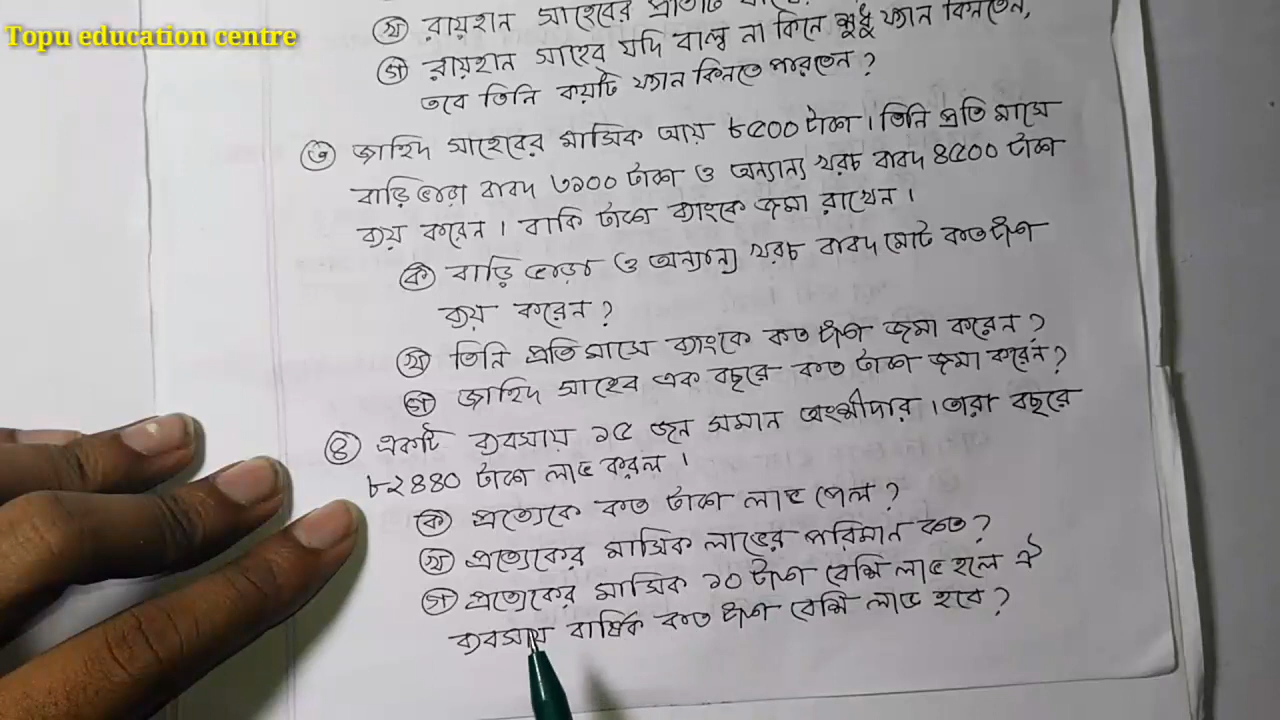 Topu education centre
(খ) রায়হান সাহেবের প্রতিটি
(গ) রায়হান সাহেব যদি বাল্ব না কিনে শুধু ফ্যান কিনতেন,
তবে তিনি কয়টি ফ্যান কিনতে পারতেন?
(৩) জাহিদ সাহেবের মাসিক আয় ৮৫০০ টাকা। তিনি প্রতি মাসে
বাড়ি ভাড়া বাবদ ৩১০০ টাকা ও অন্যান্য খরচ বাবদ ৪৫০০ টাকা
ব্যয় করেন। বাকি টাকা ব্যাংকে জমা রাখেন।
(ক) বাড়ি ভাড়া ও অন্যান্য খরচ বাবদ মোট কত টাকা
ব্যয় করেন?
(খ) তিনি প্রতি মাসে ব্যাংকে কত টাকা জমা করেন?
(গ) জাহিদ সাহেব এক বছরে কত টাকা জমা করেন?
(৪) একটি ব্যবসায় ১৫ জন সমান অংশীদার। তারা বছরে
৮২৪৪০ টাকা লাভ করল।
(ক) প্রত্যেকে কত টাকা লাভ পেল?
(খ) প্রত্যেকের মাসিক লাভের পরিমান কত?
(গ) প্রত্যেকের মাসিক ১০ টাকা বেশি লাভ হলে ঐ
ব্যবসায় বার্ষিক কত টাকা বেশি লাভ হবে?